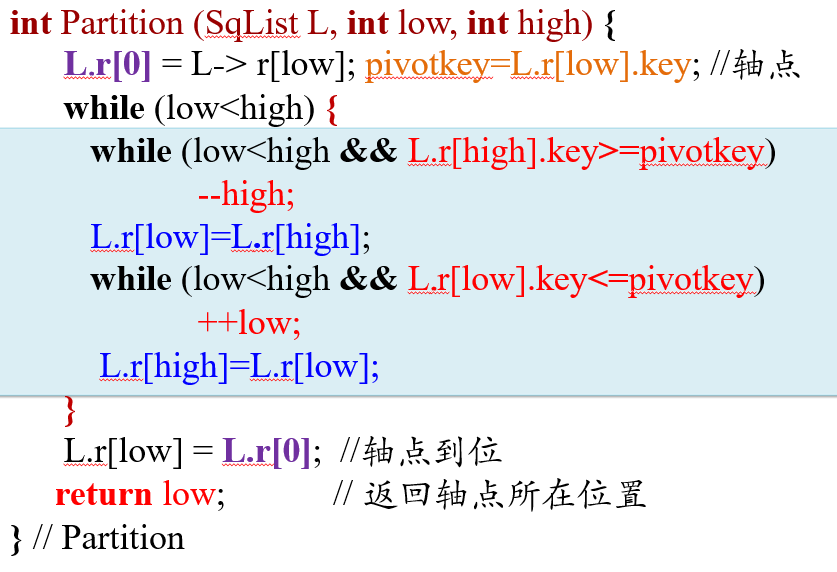 int Partition (SqList L, int low, int high) {
L.r[0] = L-> r[low]; pivotkey=L.r[low].key; //轴点
while (low<high) {
while (low<high && L.r[high].key>=pivotkey)
--high;
L.r[low]=L.r[high];
while (low<high && L.r[low].key<=pivotkey)
++low;
L.r[high]=L.r[low];
}
L.r[low] = L.r[0]; //轴点到位
return low; // 返回轴点所在位置
} // Partition